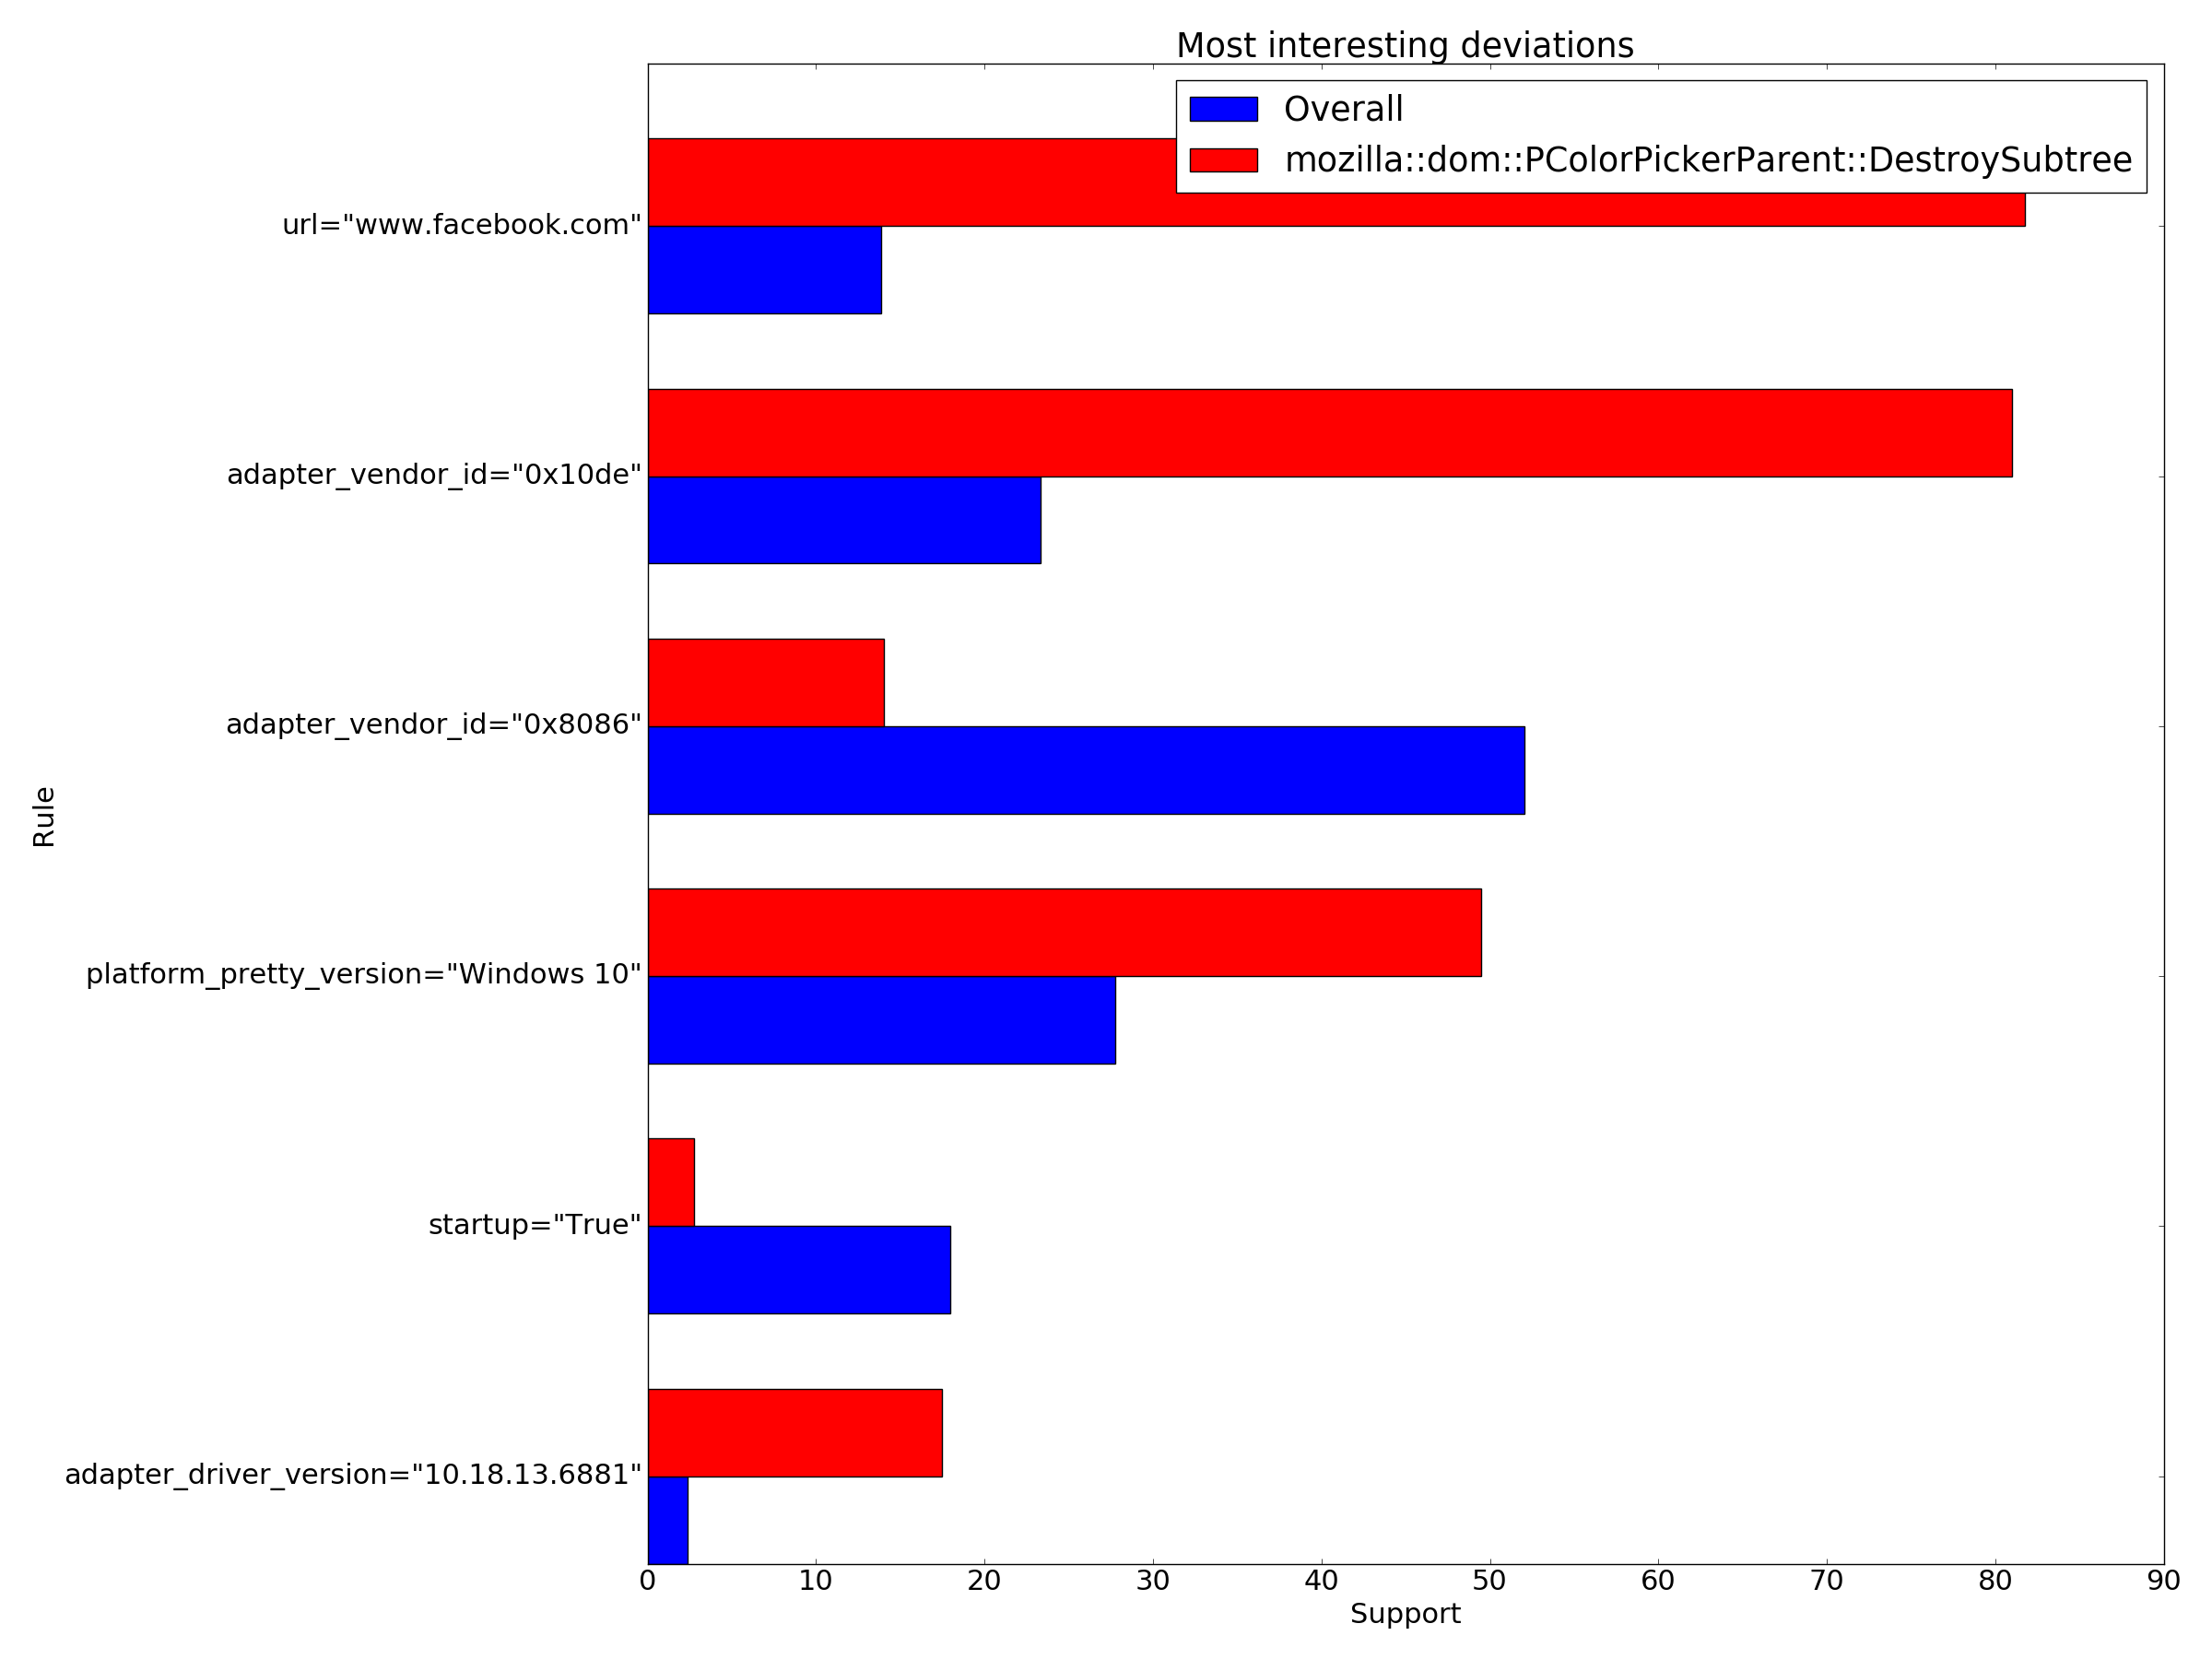 Most interesting deviations
Overall
mozilla::dom::PColorPickerParent::DestroySubtree
url="www.facebook.com"
adapter_vendor_id="0x10de"
adapter_vendor_id="0x8086"
Rule
platform_pretty_version="Windows 10"
startup="True"
adapter_driver_version="10.18.13.6881"
0 10 20 30 40 50 60 70 80 90
Support